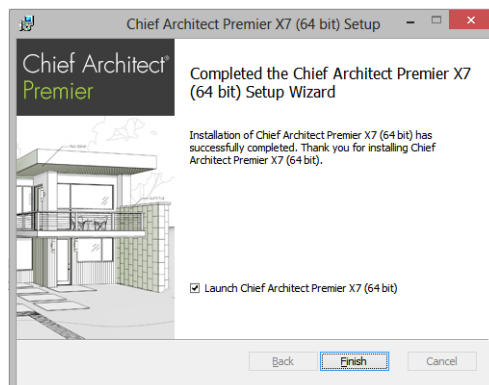 Chief Architect Premier X7 (64 bit) Setup
Chief Architect®
Premier
Completed the Chief Architect Premier X7
(64 bit) Setup Wizard
Installation of Chief Architect Premier X7 (64 bit) has
successfully completed. Thank you for installing Chief
Architect Premier X7 (64 bit).
Launch Chief Architect Premier X7 (64 bit)
Back
Finish
Cancel